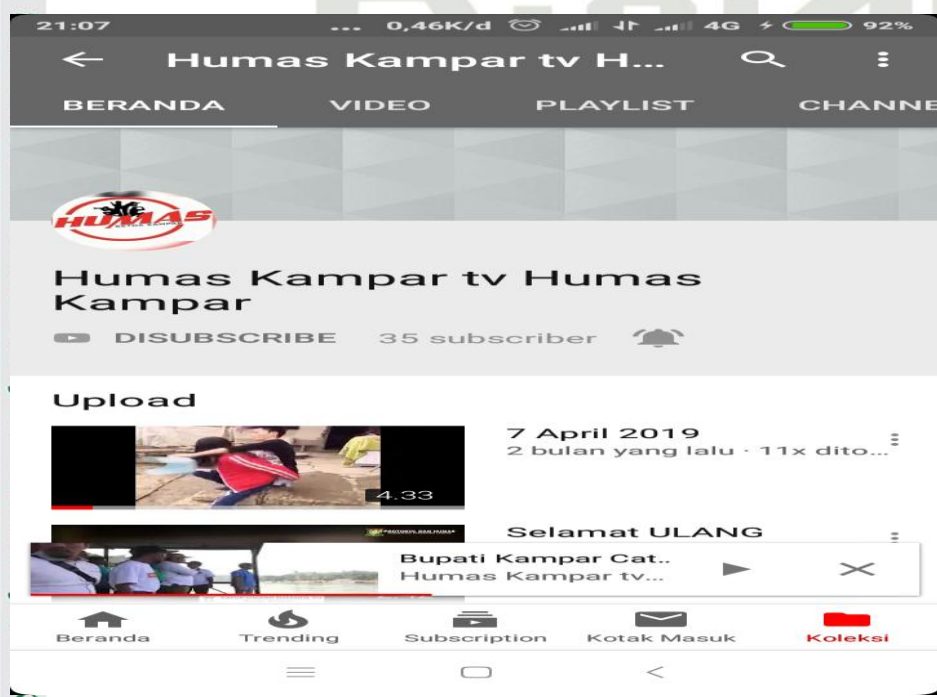 21:07 ... 0,46K/d 4G 92%
Humas Kampar tv H...
BERANDA VIDEO PLAYLIST CHANNE
HUMAS
Humas Kampar tv Humas
Kampar
DISUBSCRIBE 35 subscriber
Upload
7 April 2019
2 bulan yang lalu · 11x dito...
4.33
Selamat ULANG
Bupati Kampar Cat..
Humas Kampar tv...
Beranda Trending Subscription Kotak Masuk Koleksi